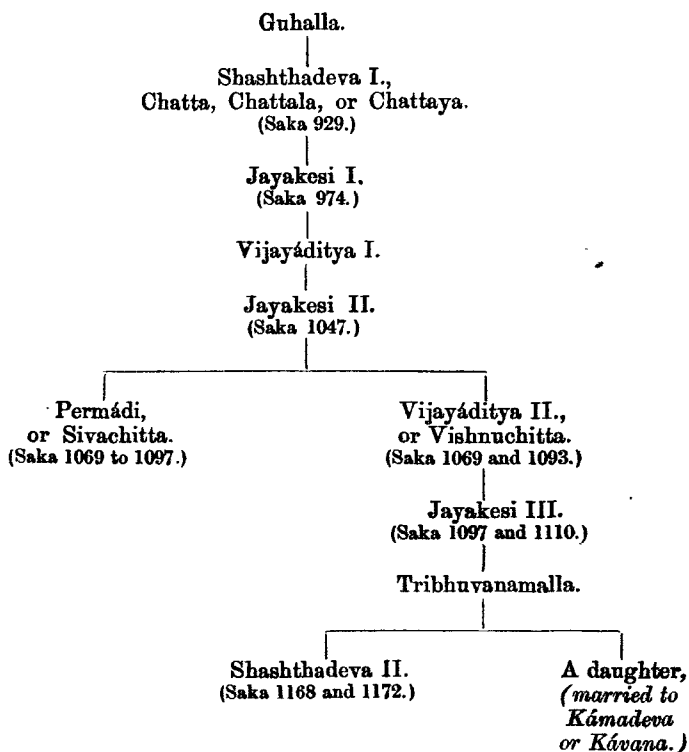 Guhalla.
Shashthadeva I.,
Chatta, Chattala, or Chattaya.
(Saka 929.)
Jayakesi I.
(Saka 974.)
Vijayáditya I.
Jayakesi II.
(Saka 1047.)
Permádi,
or Sivachitta.
(Saka 1069 to 1097.)
Vijayáditya II.,
or Vishnuchitta.
(Saka 1069 and 1093.)
Jayakesi III.
(Saka 1097 and 1110.)
Tribhuvanamalla.
Shashthadeva II.
(Saka 1168 and 1172.)
A daughter,
(married to
Kámadeva
or Kávana.)